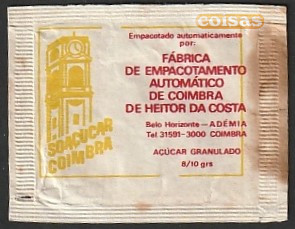 coisas
Empacotado automaticamente
por:
FÁBRICA
DE EMPACOTAMENTO
AUTOMÁTICO
DE COIMBRA
DE HEITOR DA COSTA
Belo Horizonte — ADÉMIA
Tel 31591-3000 COIMBRA
AÇÚCAR GRANULADO
8/10 grs
SOAÇUCAR
COIMBRA